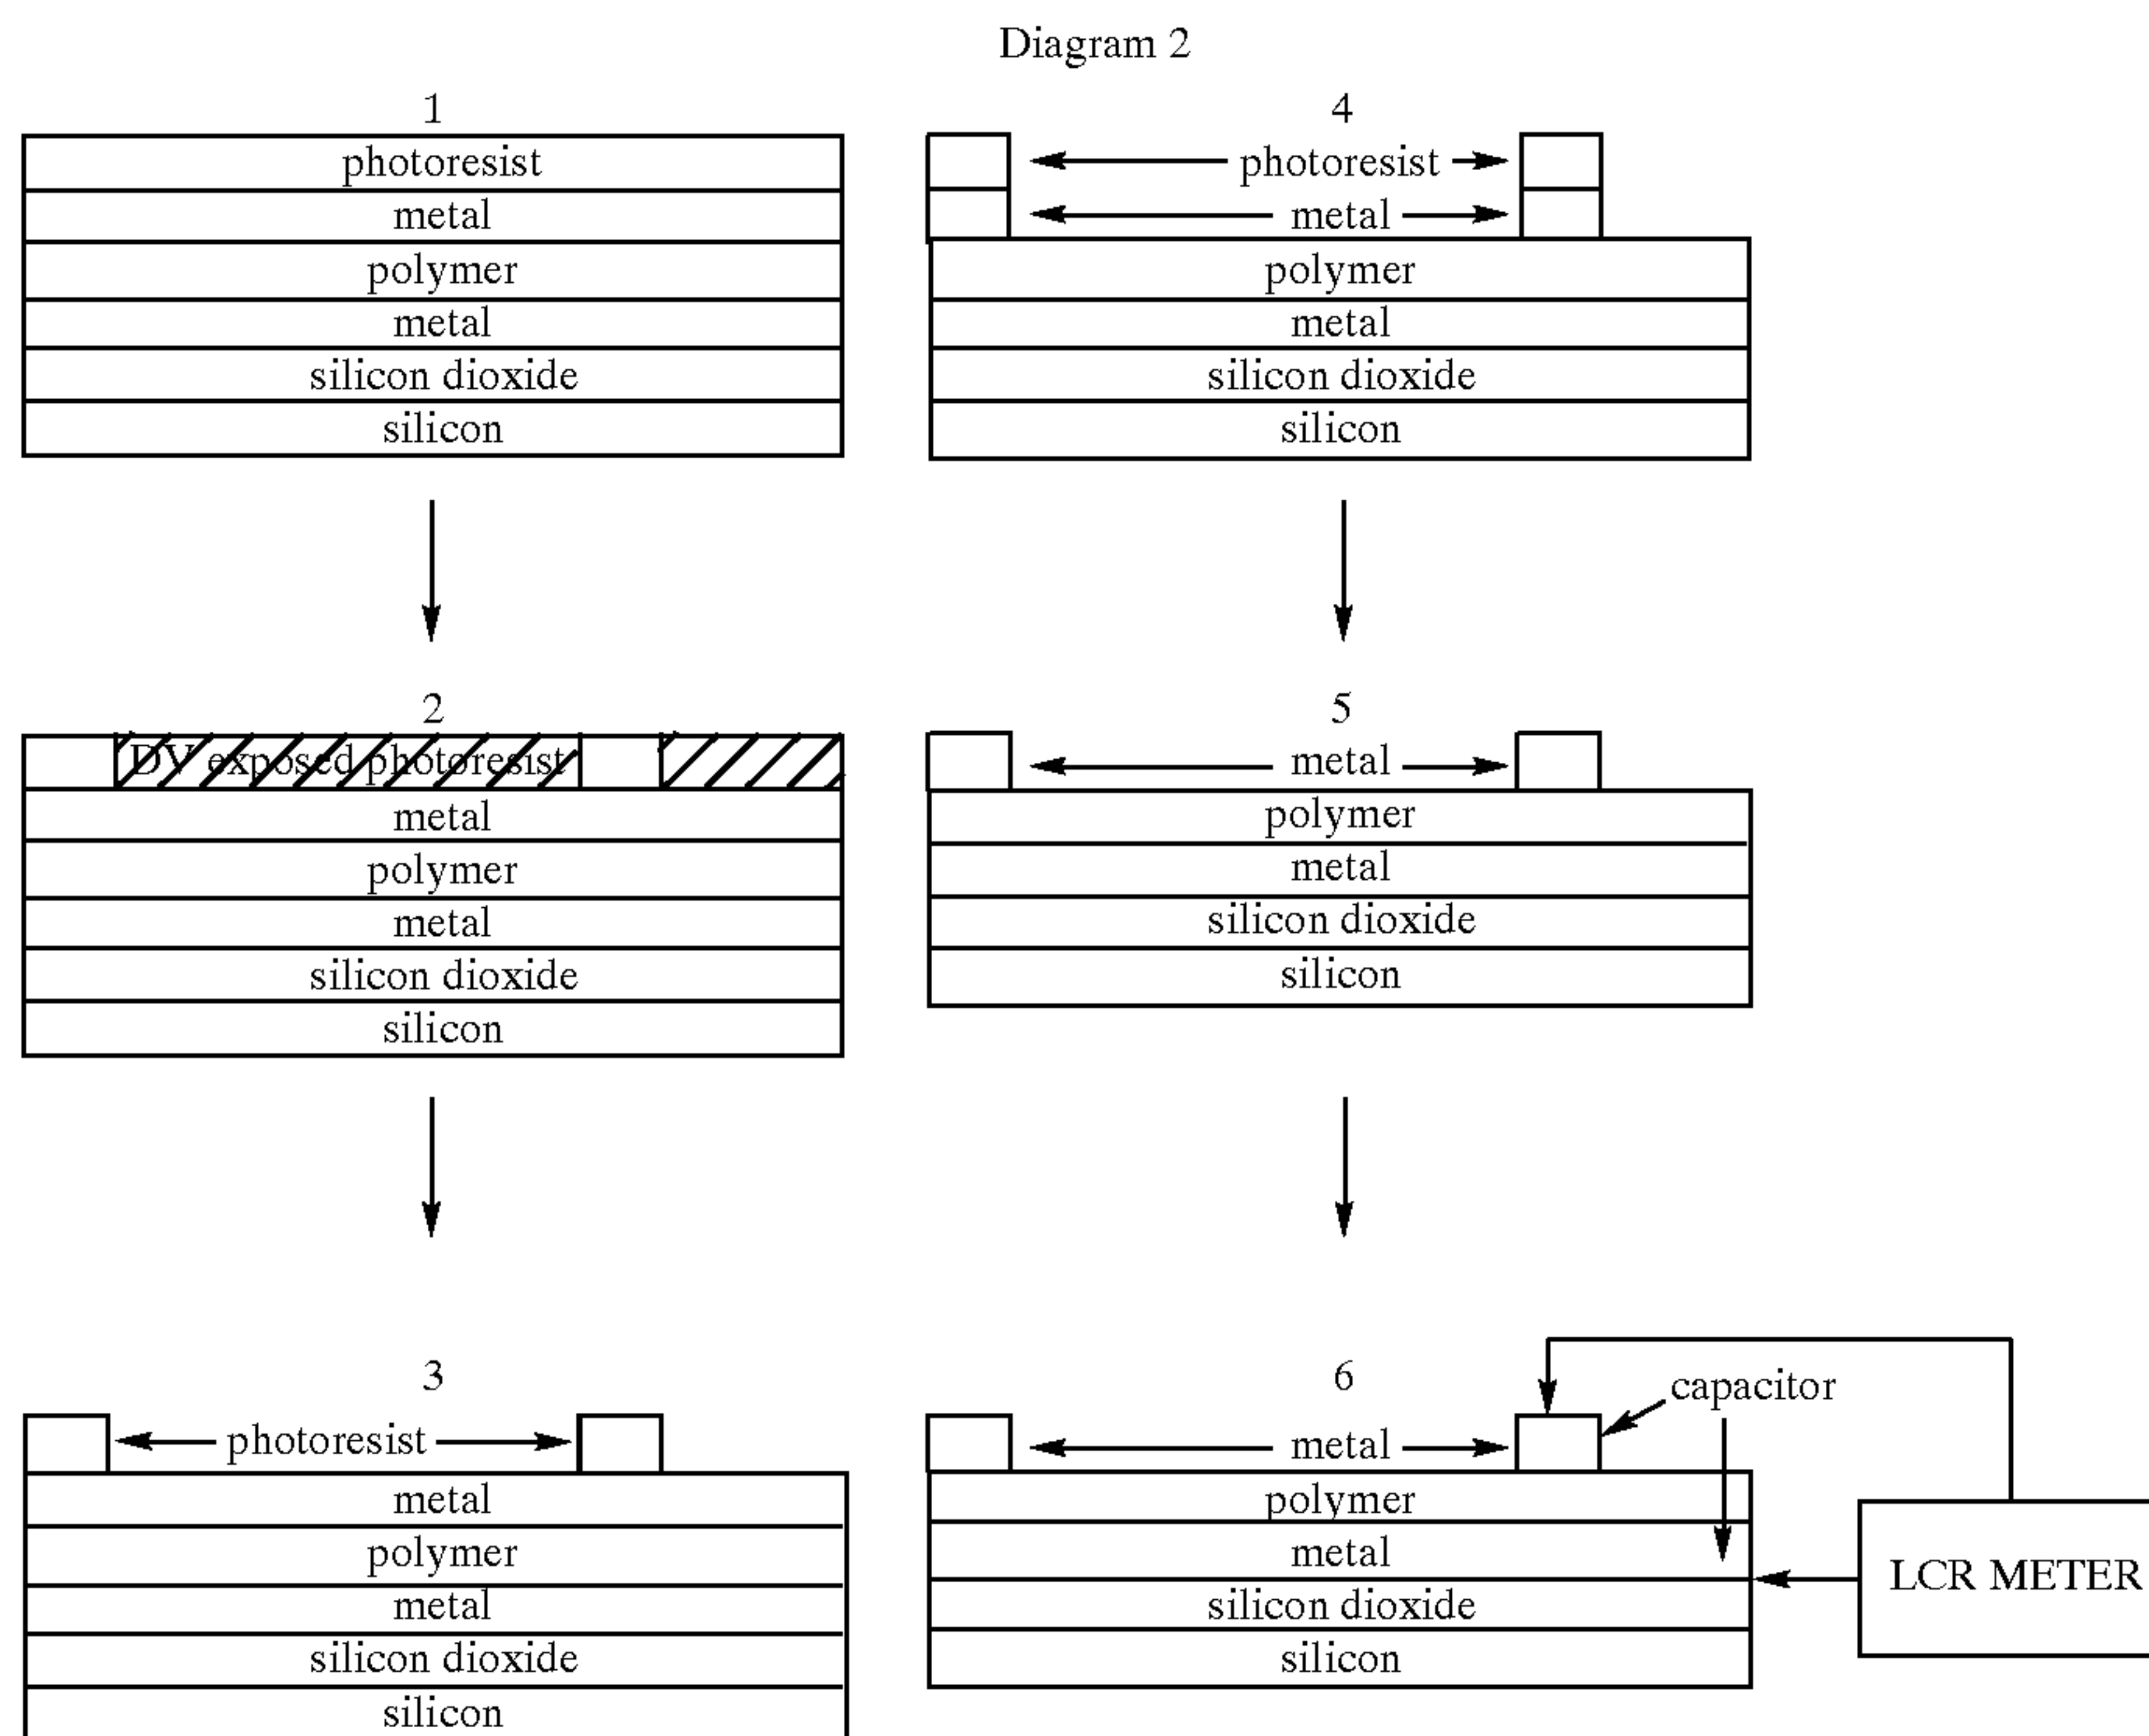 Diagram 2
1
photoresist
metal
polymer
metal
silicon dioxide
silicon
2
DV exposed photoresist
metal
polymer
metal
silicon dioxide
silicon
3
photoresist
metal
polymer
metal
silicon dioxide
silicon
4
photoresist
metal
polymer
metal
silicon dioxide
silicon
5
metal
polymer
metal
silicon dioxide
silicon
6
capacitor
metal
polymer
metal
silicon dioxide
silicon
LCR METER